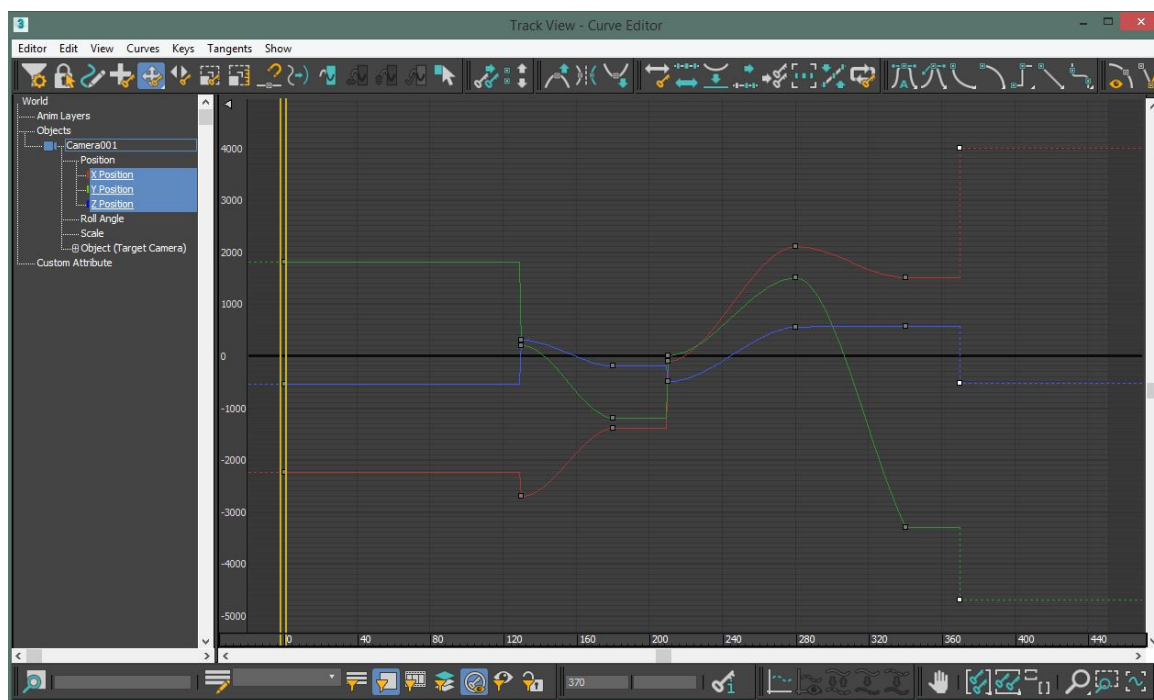 3
Track View - Curve Editor
Editor Edit View Curves Keys Tangents Show
World
Anim Layers
Objects
Camera001
Position
X Position
Y Position
Z Position
Roll Angle
Scale
Object (Target Camera)
Custom Attribute
4000
3000
2000
1000
0
-1000
-2000
-3000
-4000
-5000
0 40 80 120 160 200 240 280 320 360 400 440
370